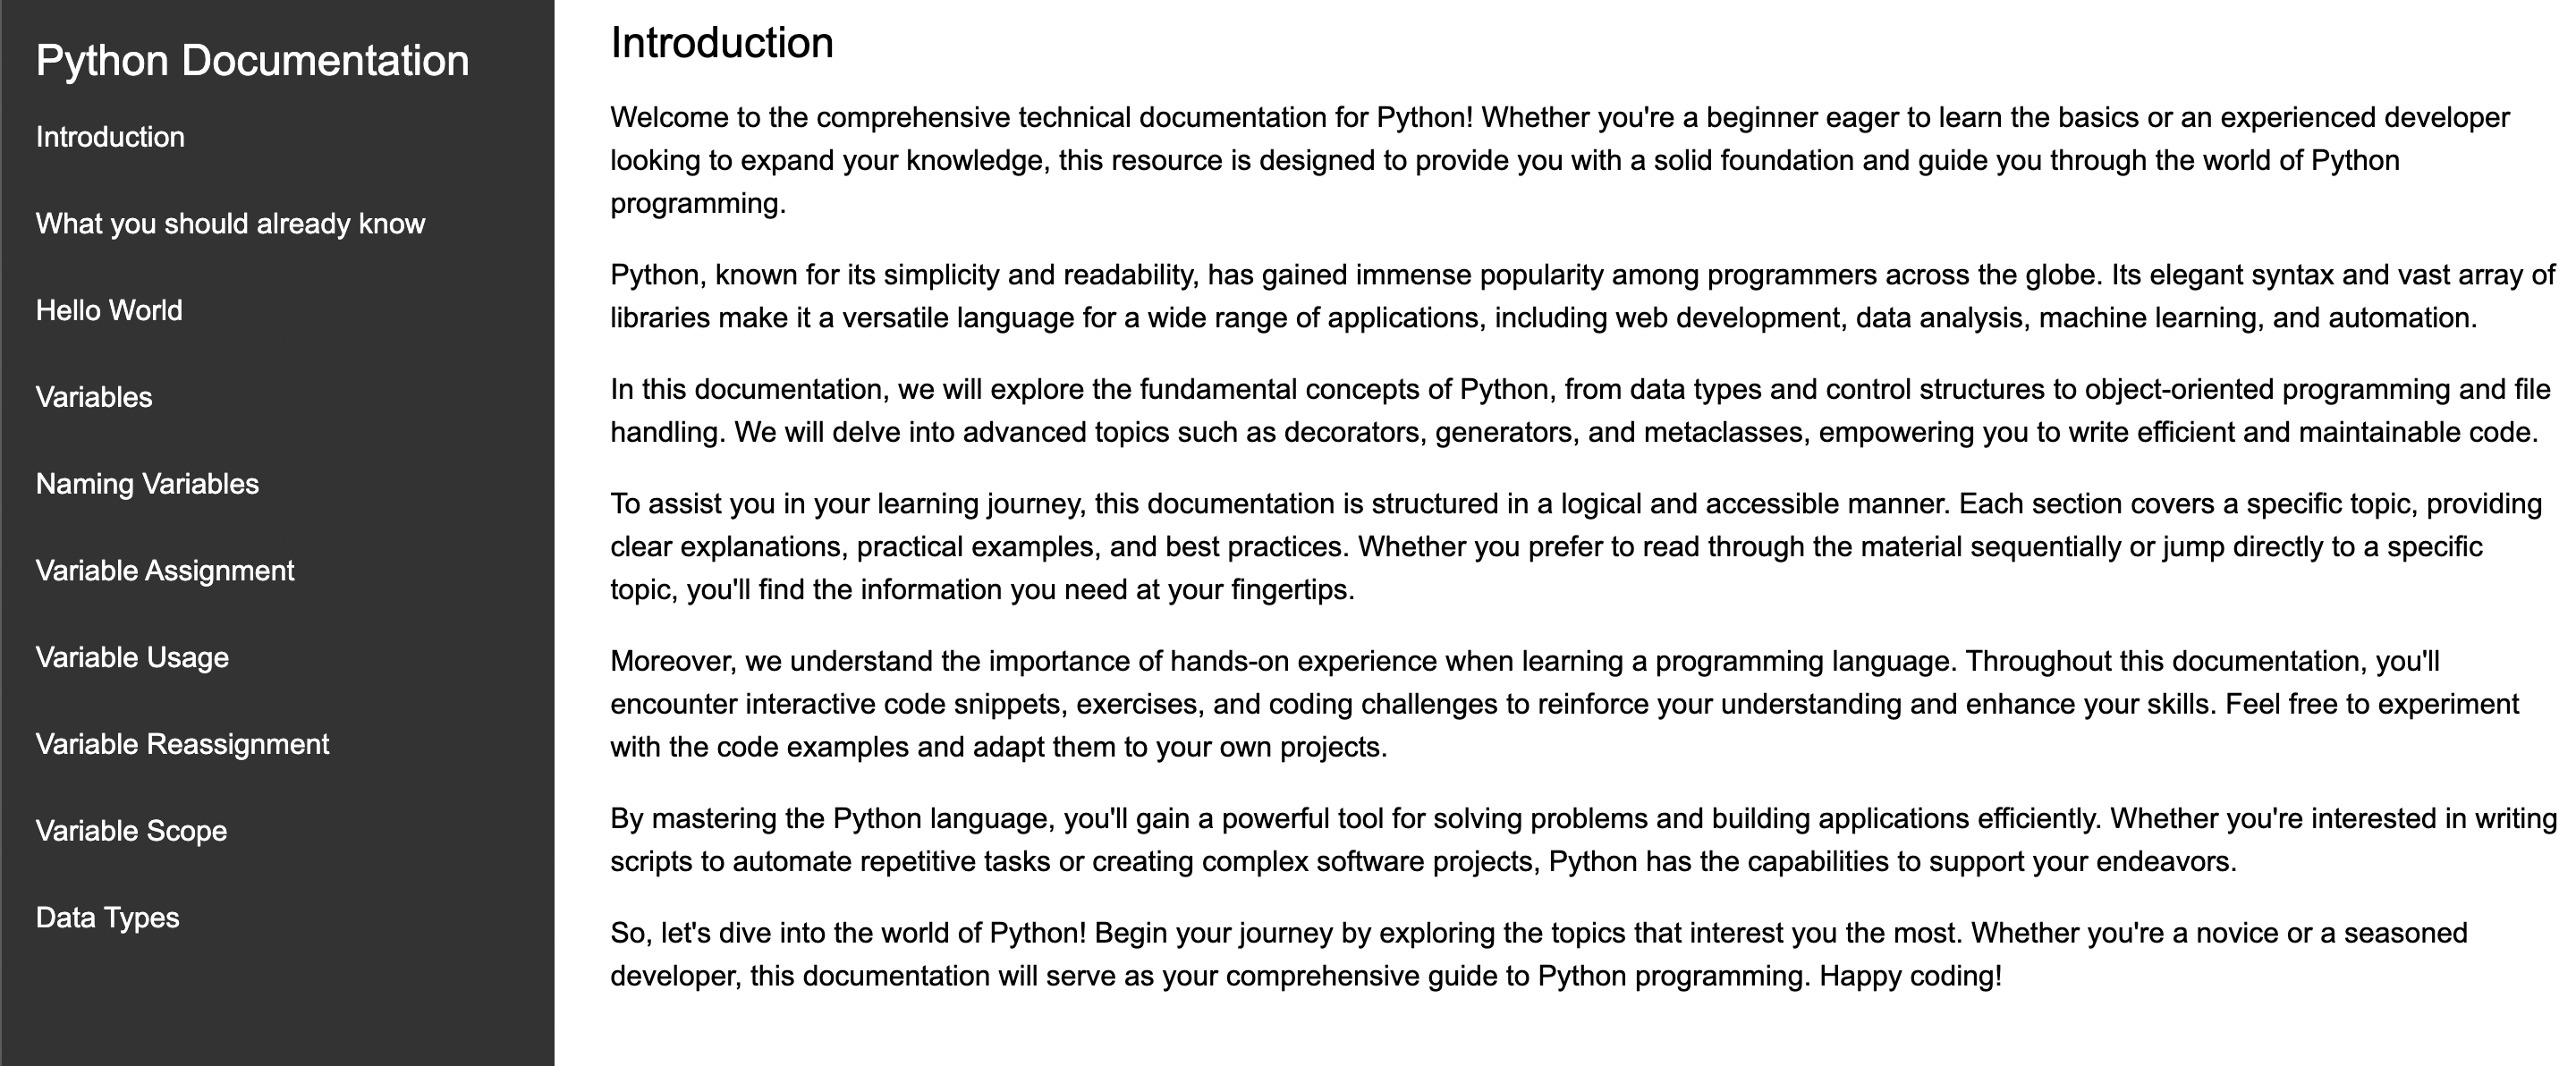 Python Documentation
Introduction
What you should already know
Hello World
Variables
Naming Variables
Variable Assignment
Variable Usage
Variable Reassignment
Variable Scope
Data Types
Introduction
Welcome to the comprehensive technical documentation for Python! Whether you're a beginner eager to learn the basics or an experienced developer
looking to expand your knowledge, this resource is designed to provide you with a solid foundation and guide you through the world of Python
programming.
Python, known for its simplicity and readability, has gained immense popularity among programmers across the globe. Its elegant syntax and vast array of
libraries make it a versatile language for a wide range of applications, including web development, data analysis, machine learning, and automation.
In this documentation, we will explore the fundamental concepts of Python, from data types and control structures to object-oriented programming and file
handling. We will delve into advanced topics such as decorators, generators, and metaclasses, empowering you to write efficient and maintainable code.
To assist you in your learning journey, this documentation is structured in a logical and accessible manner. Each section covers a specific topic, providing
clear explanations, practical examples, and best practices. Whether you prefer to read through the material sequentially or jump directly to a specific
topic, you'll find the information you need at your fingertips.
Moreover, we understand the importance of hands-on experience when learning a programming language. Throughout this documentation, you'll
encounter interactive code snippets, exercises, and coding challenges to reinforce your understanding and enhance your skills. Feel free to experiment
with the code examples and adapt them to your own projects.
By mastering the Python language, you'll gain a powerful tool for solving problems and building applications efficiently. Whether you're interested in writing
scripts to automate repetitive tasks or creating complex software projects, Python has the capabilities to support your endeavors.
So, let's dive into the world of Python! Begin your journey by exploring the topics that interest you the most. Whether you're a novice or a seasoned
developer, this documentation will serve as your comprehensive guide to Python programming. Happy coding!